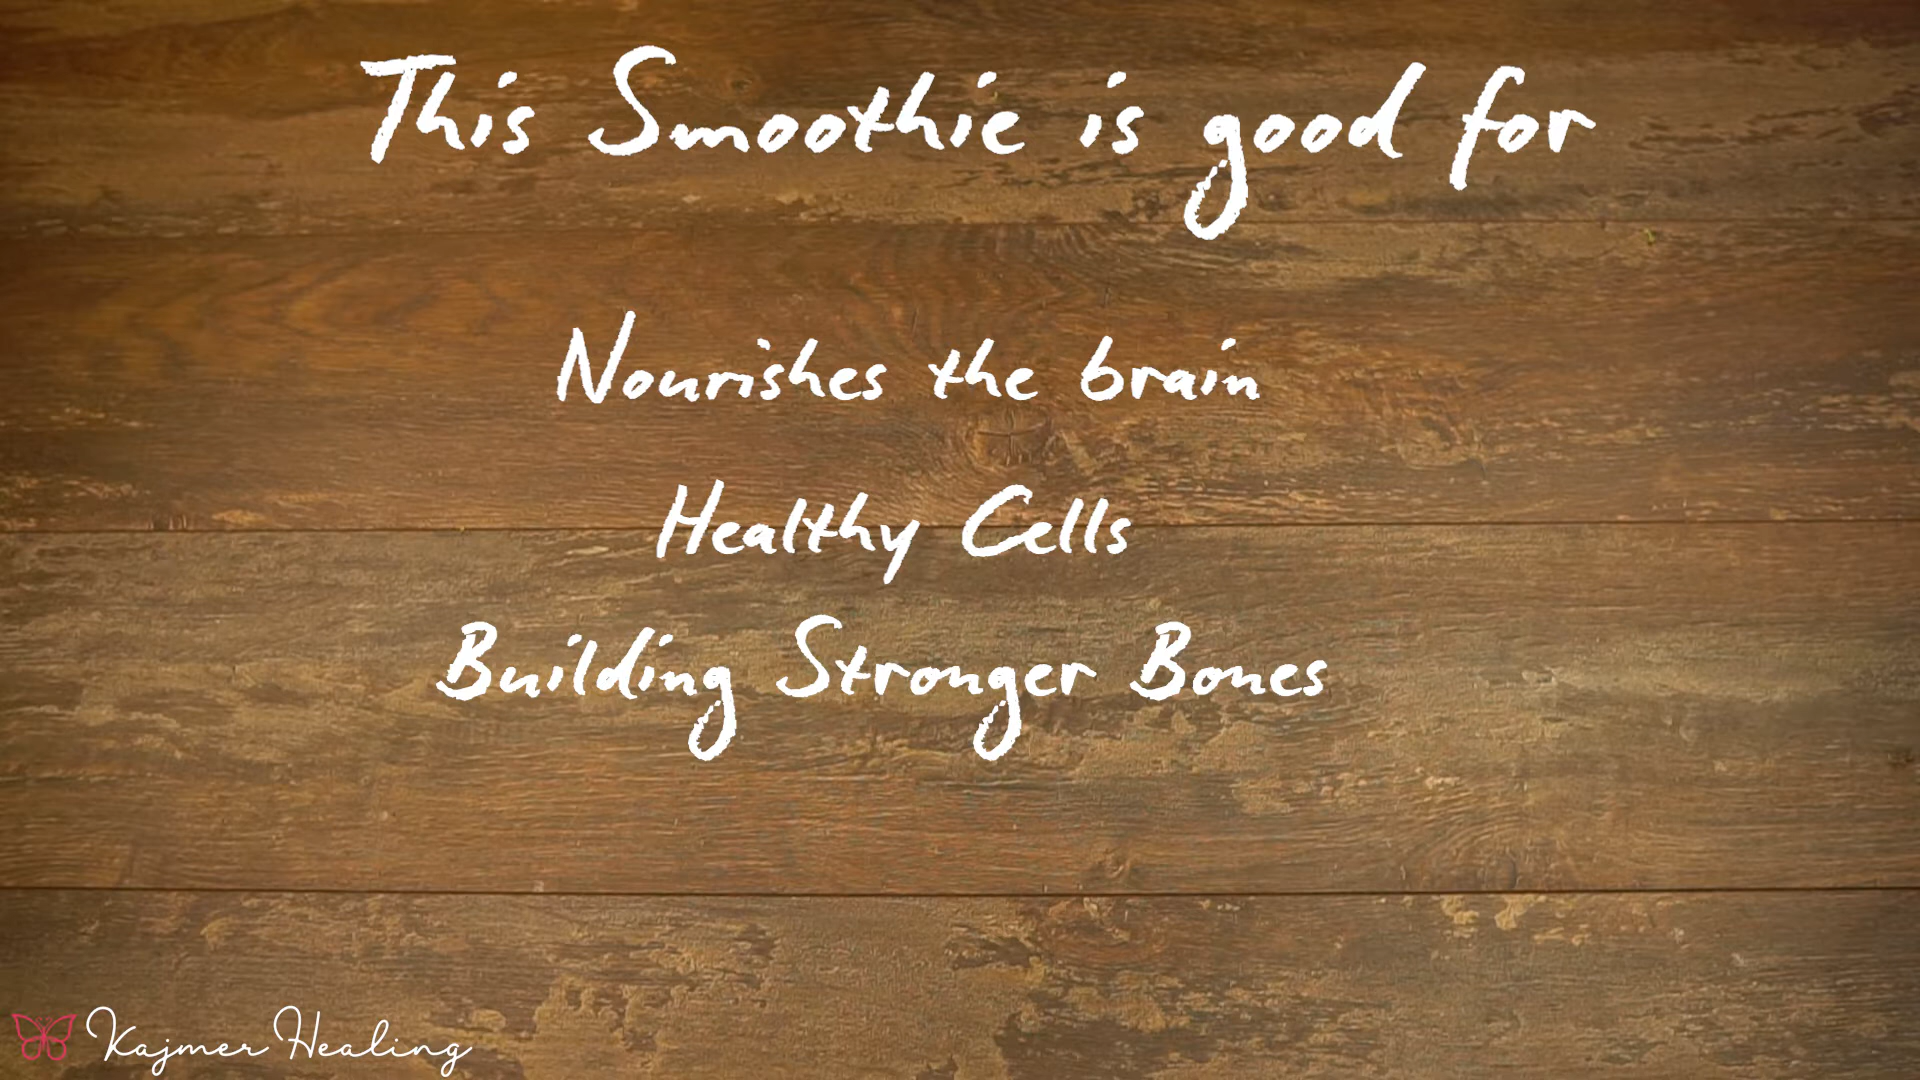 This Smoothie is good for
Nourishes the brain
Healthy Cells
Building Stronger Bones
Kajmer Healing